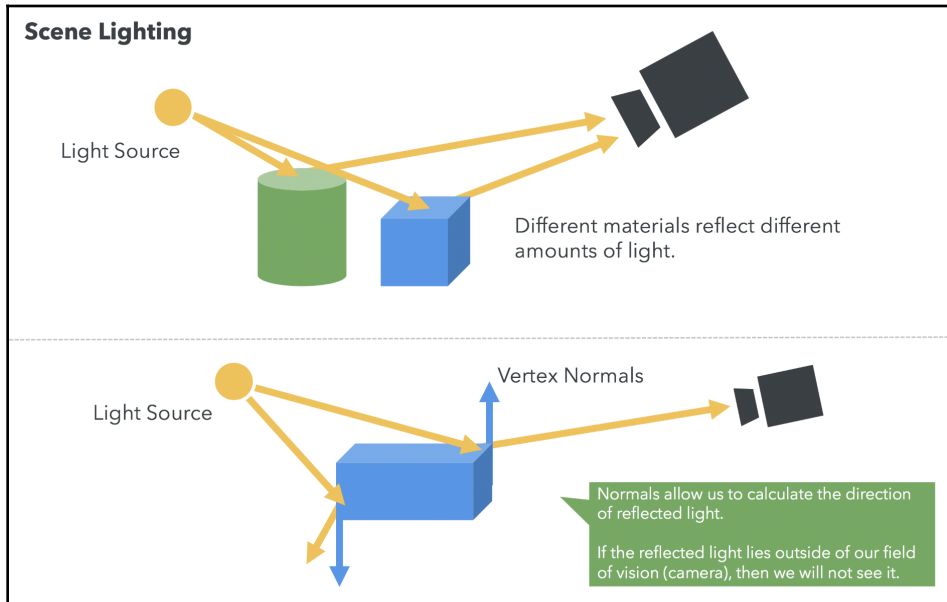 Scene Lighting
Light Source
Different materials reflect different
amounts of light.
Vertex Normals
Light Source
Normals allow us to calculate the direction
of reflected light.
If the reflected light lies outside of our field
of vision (camera), then we will not see it.